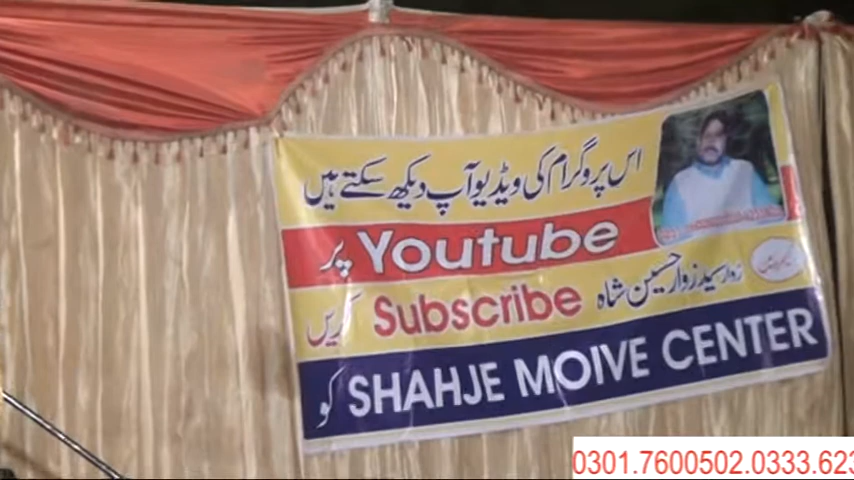 اس پروگرام کی ویڈیو آپ دیکھ سکتے ہیں
Youtube پر
زوار سید زوار حسین شاہ
Subscribe کریں
SHAHJE MOIVE CENTER کو
0301.7600502.0333.623